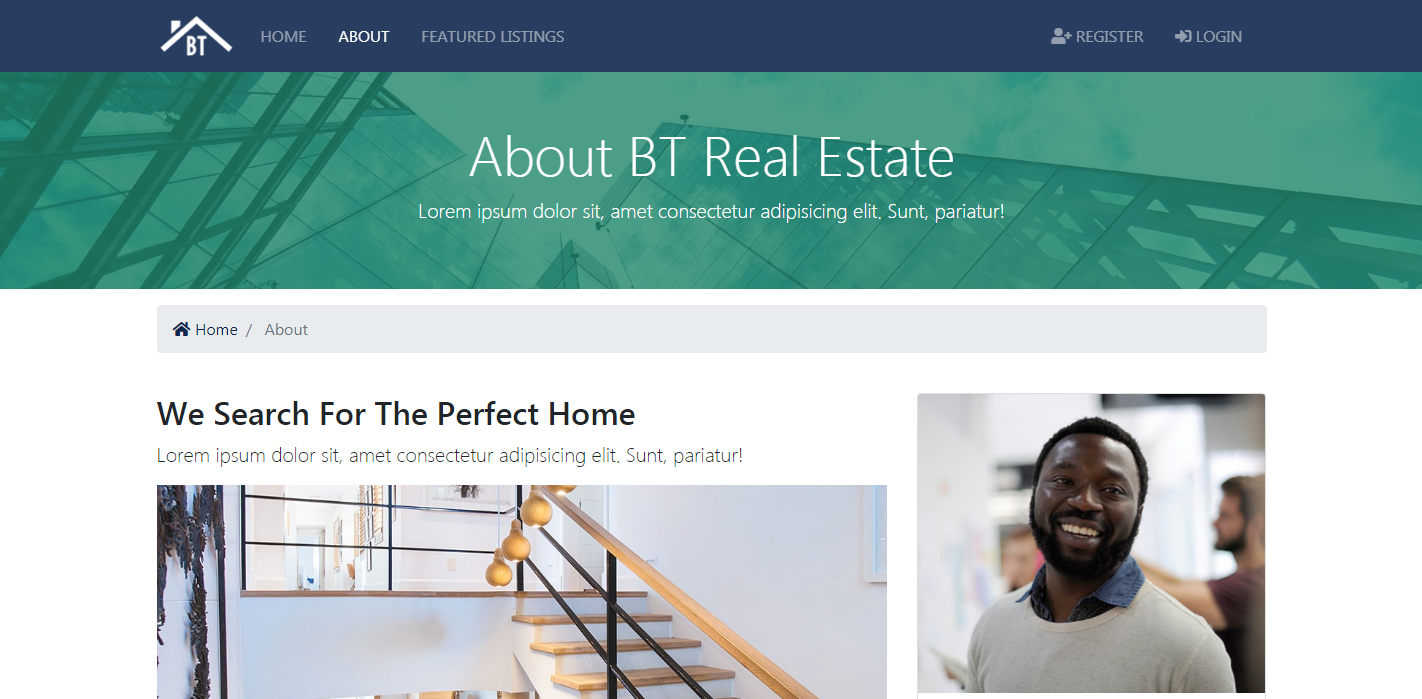 BT
HOME
ABOUT
FEATURED LISTINGS
REGISTER
LOGIN
About BT Real Estate
Lorem ipsum dolor sit, amet consectetur adipisicing elit. Sunt, pariatur!
Home / About
We Search For The Perfect Home
Lorem ipsum dolor sit, amet consectetur adipisicing elit. Sunt, pariatur!